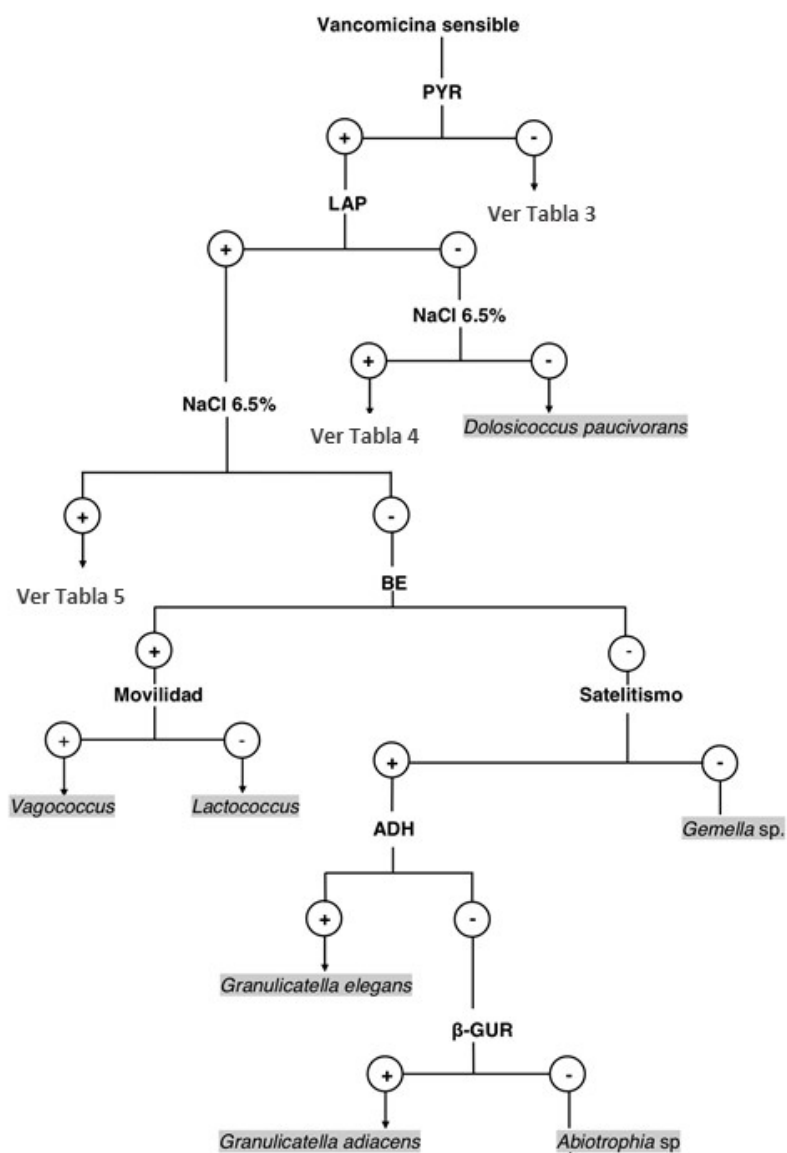 Vancomicina sensible
PYR
+ -
LAP
Ver Tabla 3
+ -
NaCl 6.5%
+ -
NaCl 6.5%
Ver Tabla 4
Dolosicoccus paucivorans
+ -
BE
Ver Tabla 5
+ -
Movilidad
Satelitismo
+ -
+ -
Vagococcus
Lactococcus
ADH
Gemella sp.
+ -
Granulicatella elegans
β-GUR
+ -
Granulicatella adiacens
Abiotrophia sp